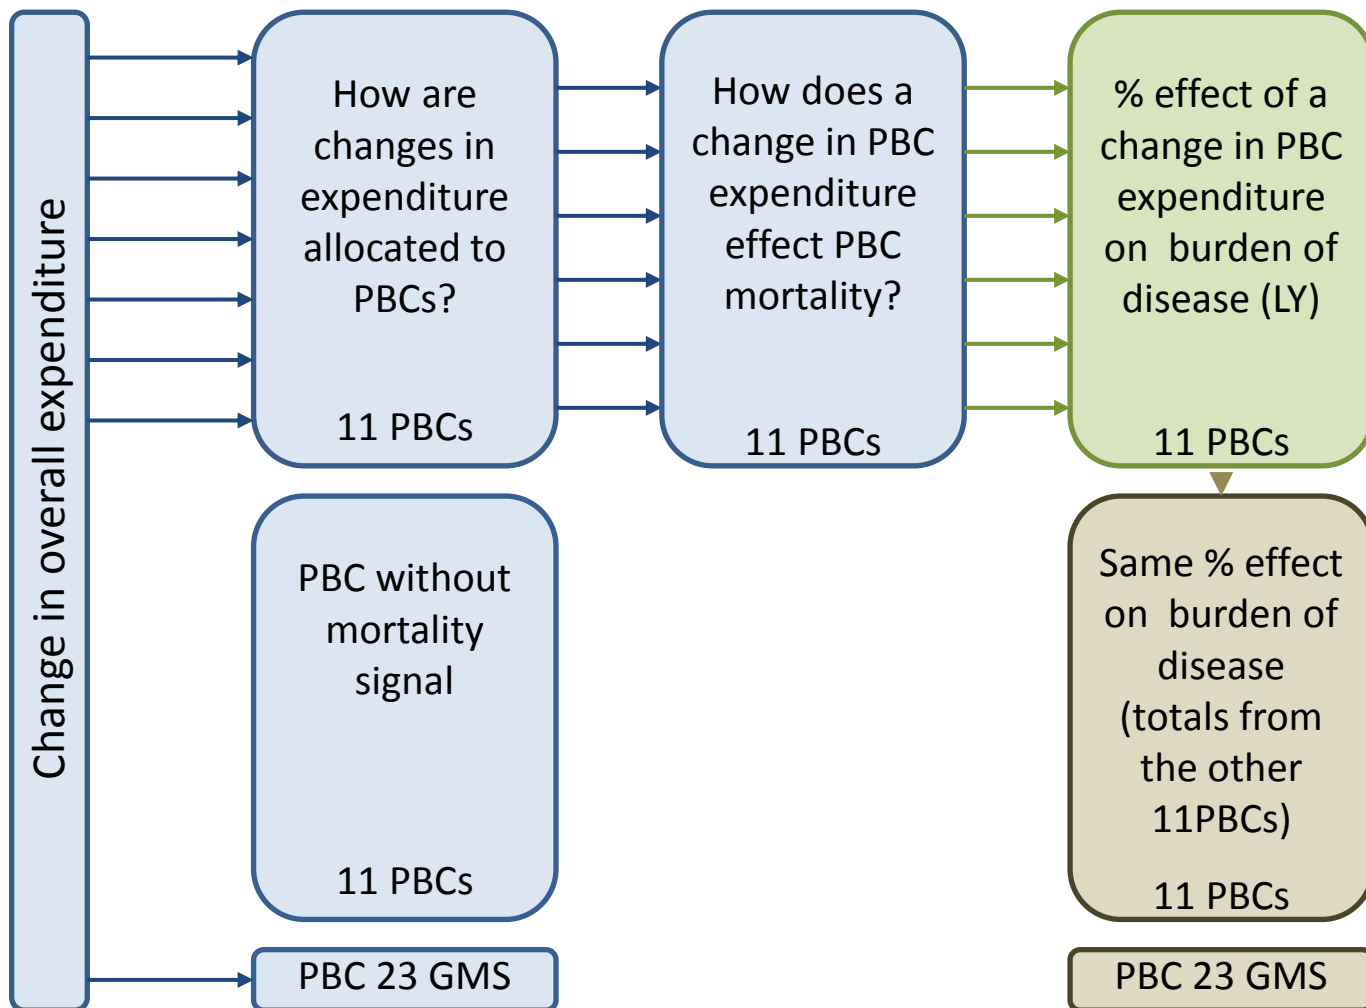 Change in overall expenditure
How are
changes in
expenditure
allocated to
PBCs?
11 PBCs
How does a
change in PBC
expenditure
effect PBC
mortality?
11 PBCs
% effect of a
change in PBC
expenditure
on burden of
disease (LY)
11 PBCs
PBC without
mortality
signal
11 PBCs
Same % effect
on burden of
disease
(totals from
the other
11PBCs)
11 PBCs
PBC 23 GMS
PBC 23 GMS